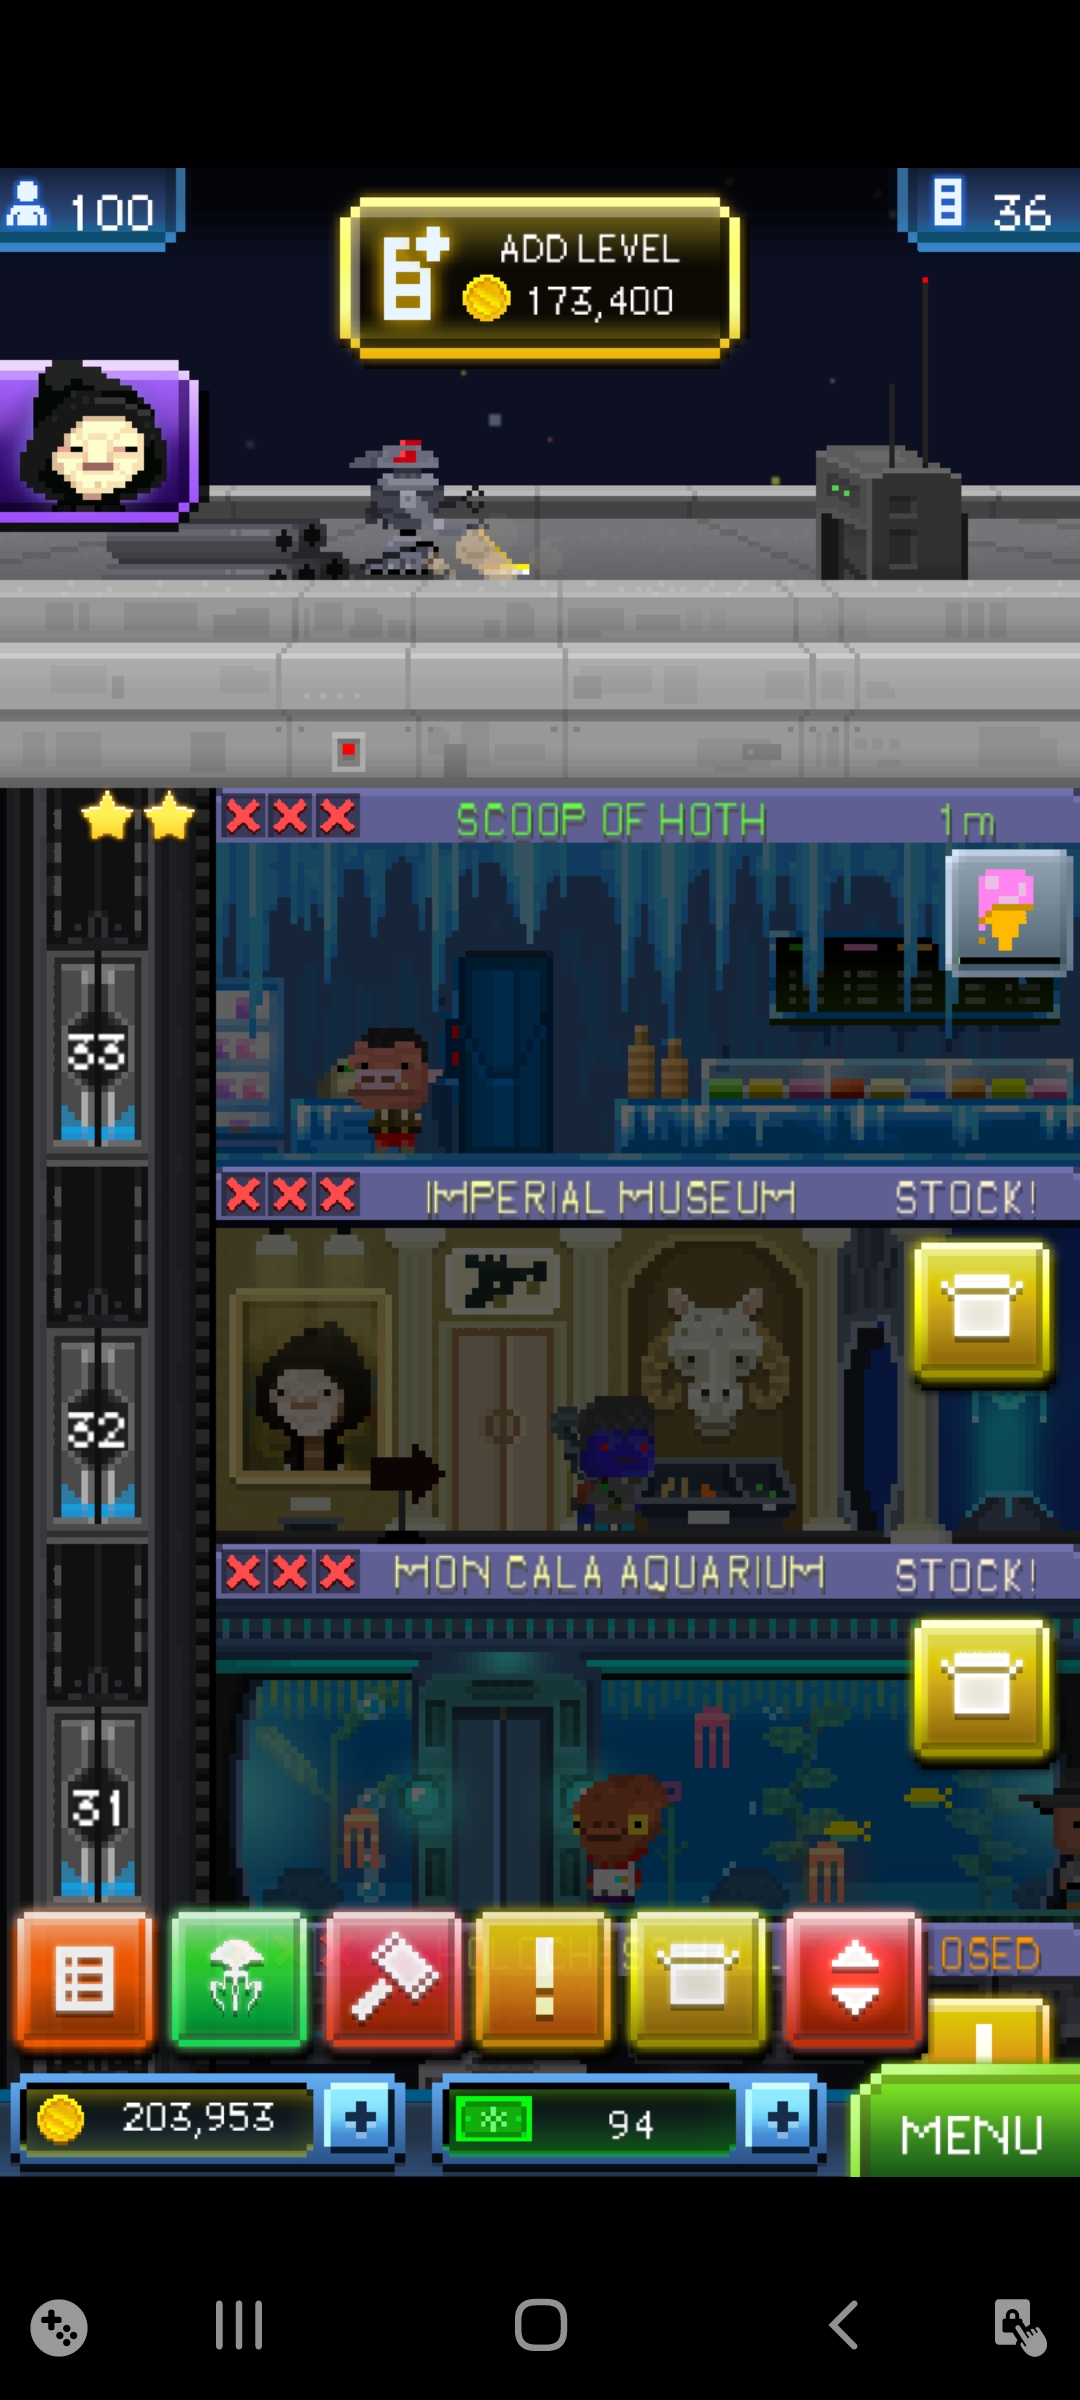 100
36
ADD LEVEL
173,400
SCOOP OF HOTH
1m
33
IMPERIAL MUSEUM
STOCK!
32
MON CALA AQUARIUM
STOCK!
31
OSED
203,953
94
MENU